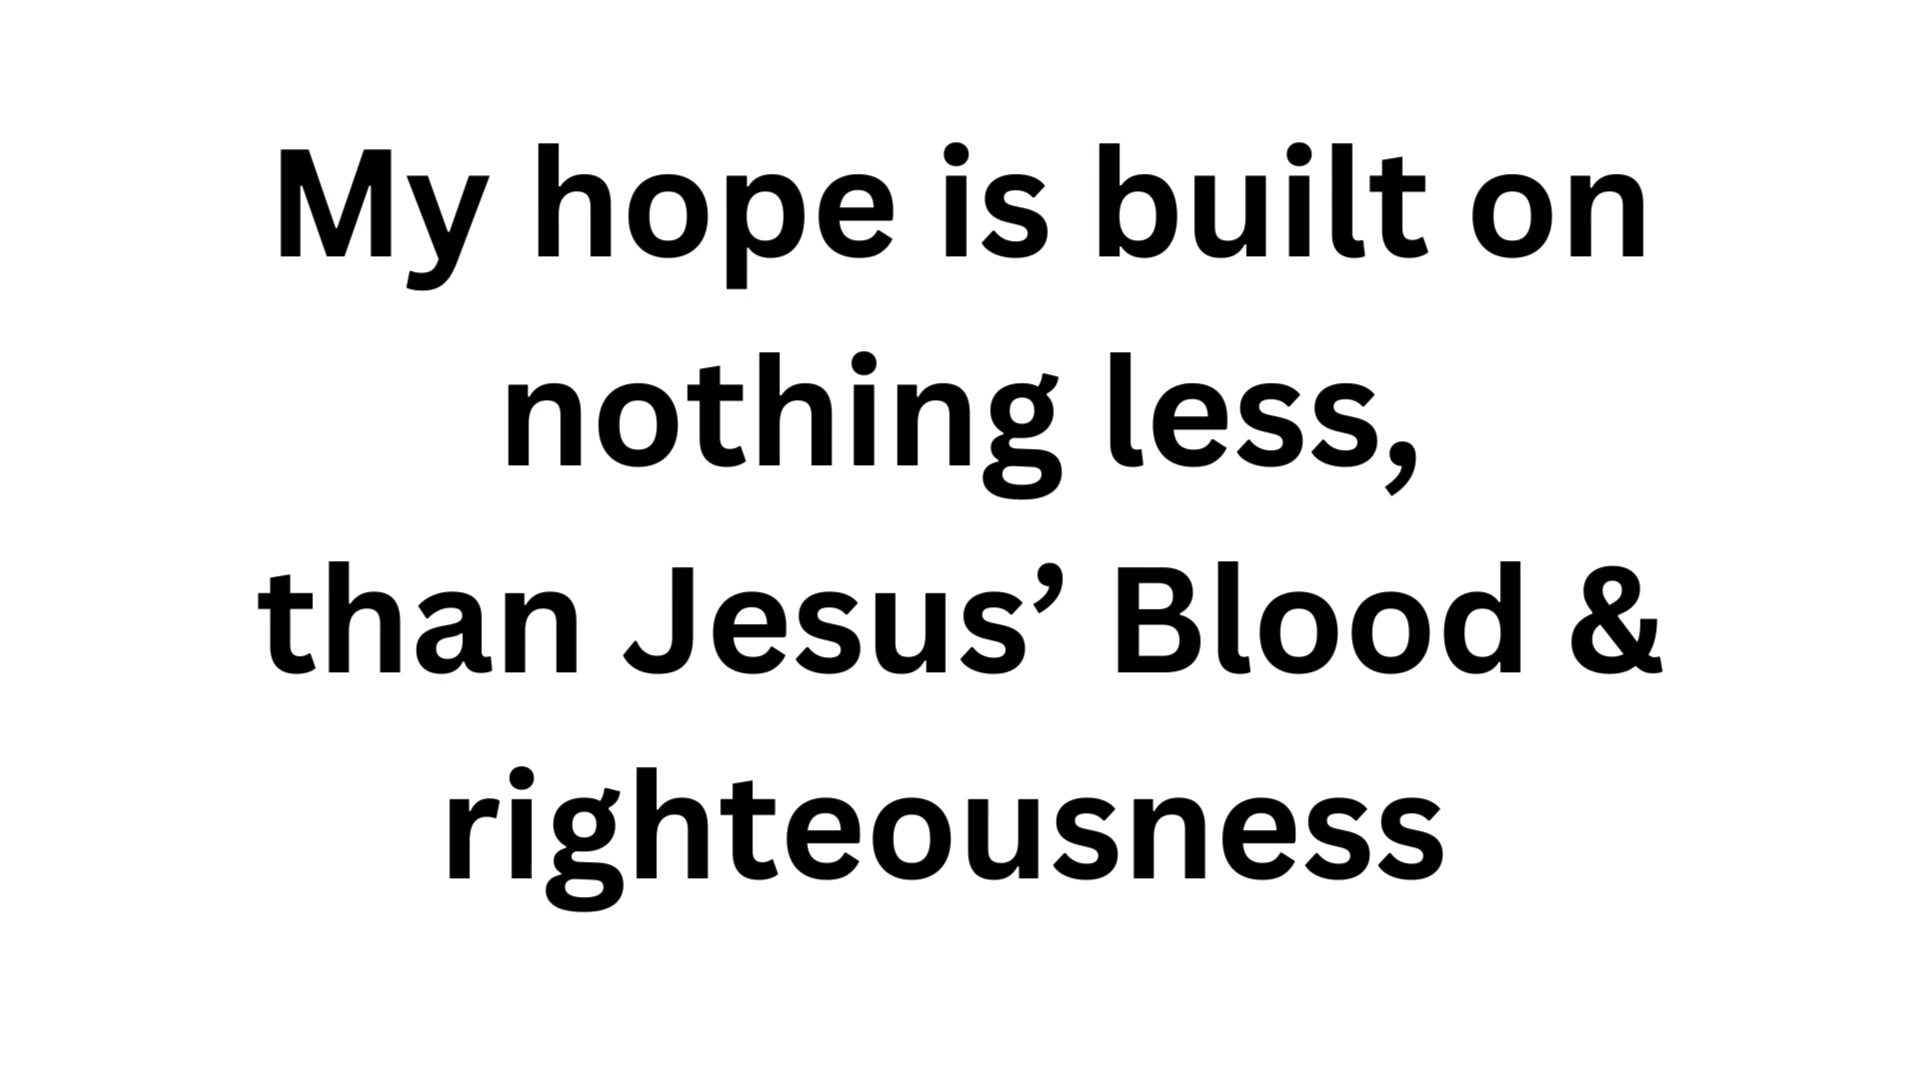 My hope is built on
nothing less,
than Jesus’ Blood &
righteousness